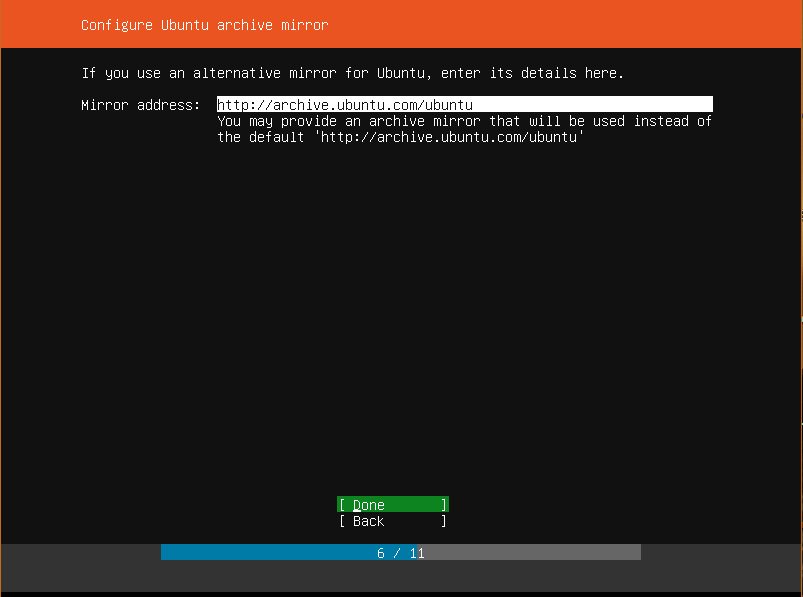 Configure Ubuntu archive mirror
If you use an alternative mirror for Ubuntu, enter its details here.
Mirror address: http://archive.ubuntu.com/ubuntu
You may provide an archive mirror that will be used instead of
the default 'http://archive.ubuntu.com/ubuntu'
[ Done ]
[ Back ]
6 / 11